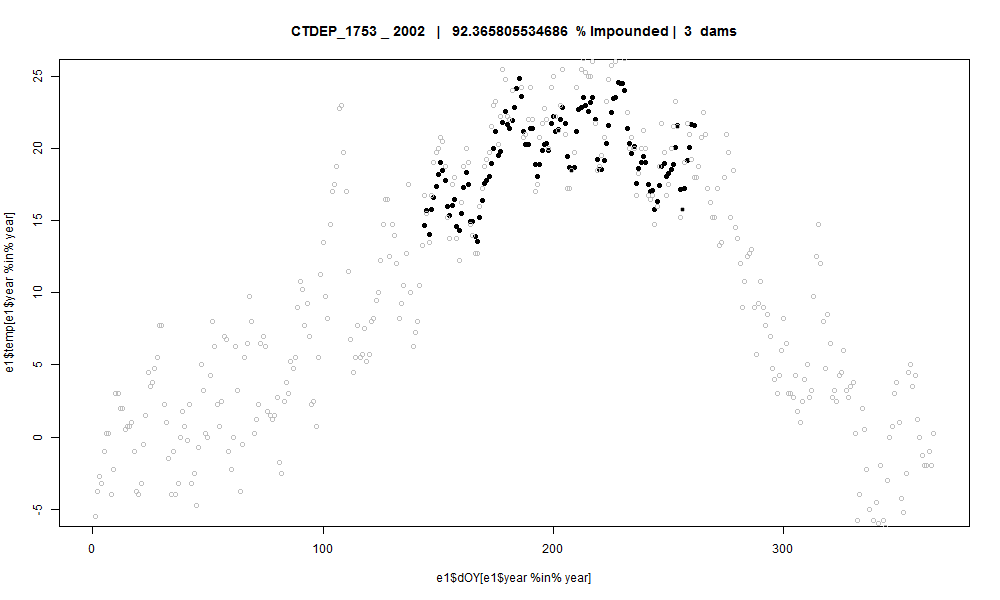 CTDEP_1753 _ 2002 | 92.365805534686 % Impounded | 3 dams
e1$temp[e1$year %in% year]
25
20
15
10
5
0
-5
0 100 200 300
e1$dOY[e1$year %in% year]